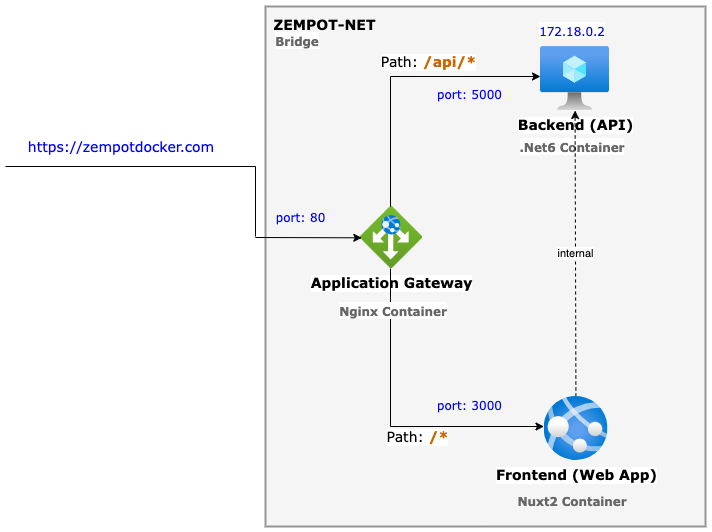 ZEMPOT-NET
Bridge
172.18.0.2
Path: /api/*
port: 5000
Backend (API)
.Net6 Container
https://zempotdocker.com
port: 80
internal
Application Gateway
Nginx Container
port: 3000
Path: /*
Frontend (Web App)
Nuxt2 Container